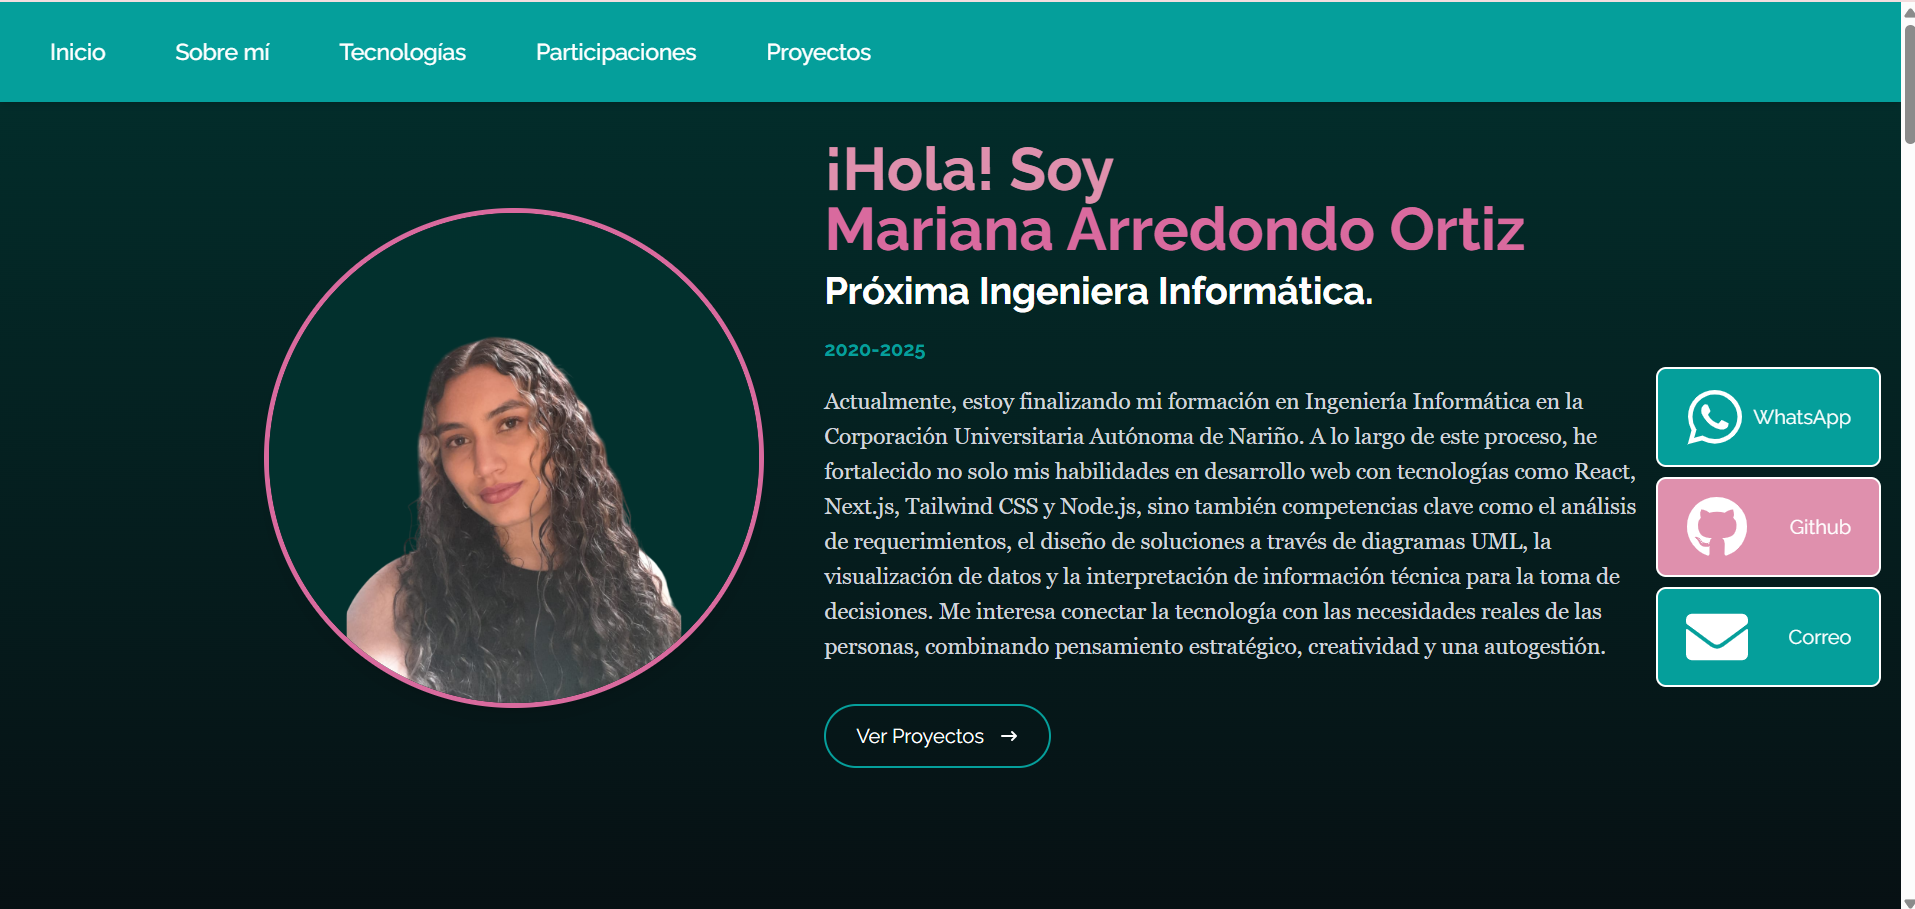 Inicio Sobre mí Tecnologías Participaciones Proyectos
¡Hola! Soy
Mariana Arredondo Ortiz
Próxima Ingeniera Informática.
2020-2025
Actualmente, estoy finalizando mi formación en Ingeniería Informática en la
Corporación Universitaria Autónoma de Nariño. A lo largo de este proceso, he
fortalecido no solo mis habilidades en desarrollo web con tecnologías como React,
Next.js, Tailwind CSS y Node.js, sino también competencias clave como el análisis
de requerimientos, el diseño de soluciones a través de diagramas UML, la
visualización de datos y la interpretación de información técnica para la toma de
decisiones. Me interesa conectar la tecnología con las necesidades reales de las
personas, combinando pensamiento estratégico, creatividad y una autogestión.
Ver Proyectos →
WhatsApp
Github
Correo